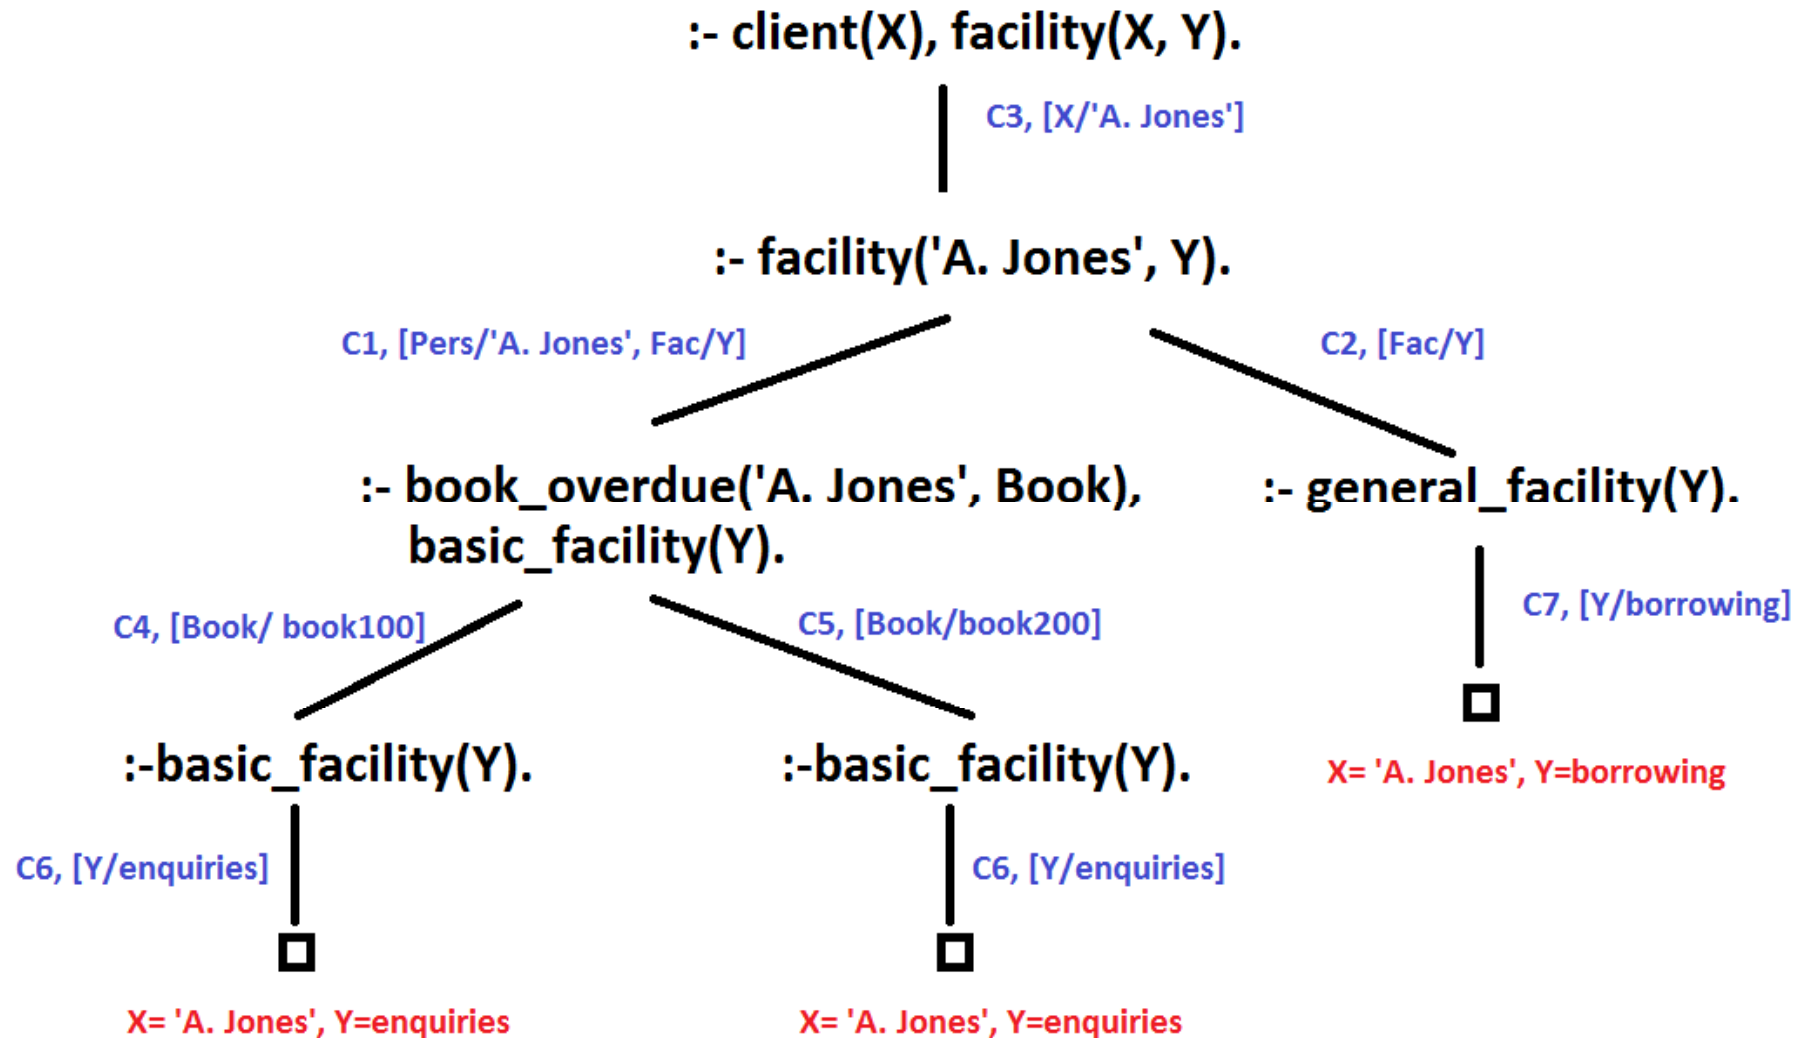 :- client(X), facility(X, Y).
C3, [X/'A. Jones']
:- facility('A. Jones', Y).
C1, [Pers/'A. Jones', Fac/Y]
C2, [Fac/Y]
:- book_overdue('A. Jones', Book),
basic_facility(Y).
:- general_facility(Y).
C4, [Book/ book100]
C5, [Book/book200]
C7, [Y/borrowing]
:-basic_facility(Y).
:-basic_facility(Y).
X= 'A. Jones', Y=borrowing
C6, [Y/enquiries]
C6, [Y/enquiries]
X= 'A. Jones', Y=enquiries
X= 'A. Jones', Y=enquiries